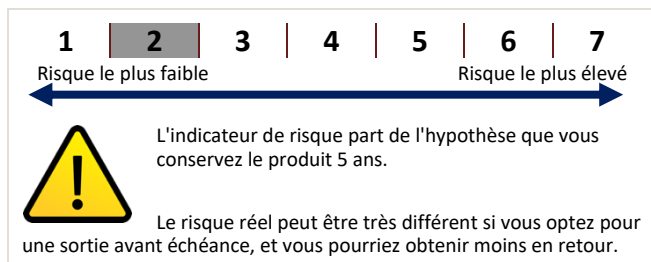 1 2 3 4 5 6 7
Risque le plus faible Risque le plus élevé
L'indicateur de risque part de l'hypothèse que vous
conservez le produit 5 ans.
Le risque réel peut être très différent si vous optez pour
une sortie avant échéance, et vous pourriez obtenir moins en retour.